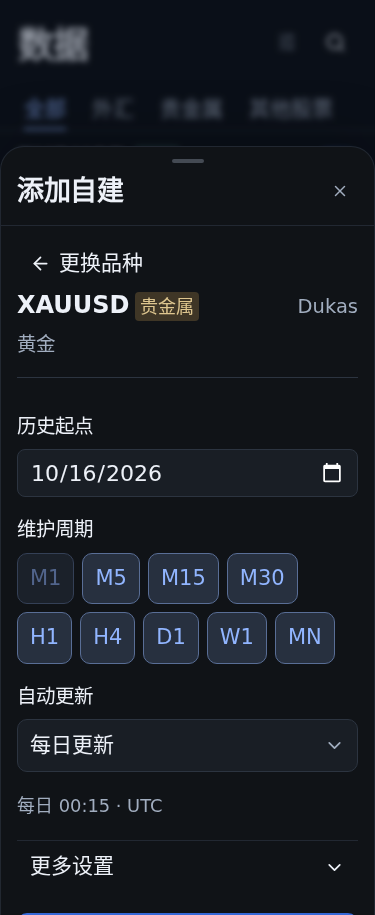 数据
全部 外汇 贵金属 其他股票
添加自建
更换品种
XAUUSD 贵金属 Dukas
黄金
历史起点
10/16/2026
维护周期
M1 M5 M15 M30
H1 H4 D1 W1 MN
自动更新
每日更新
每日 00:15 · UTC
更多设置